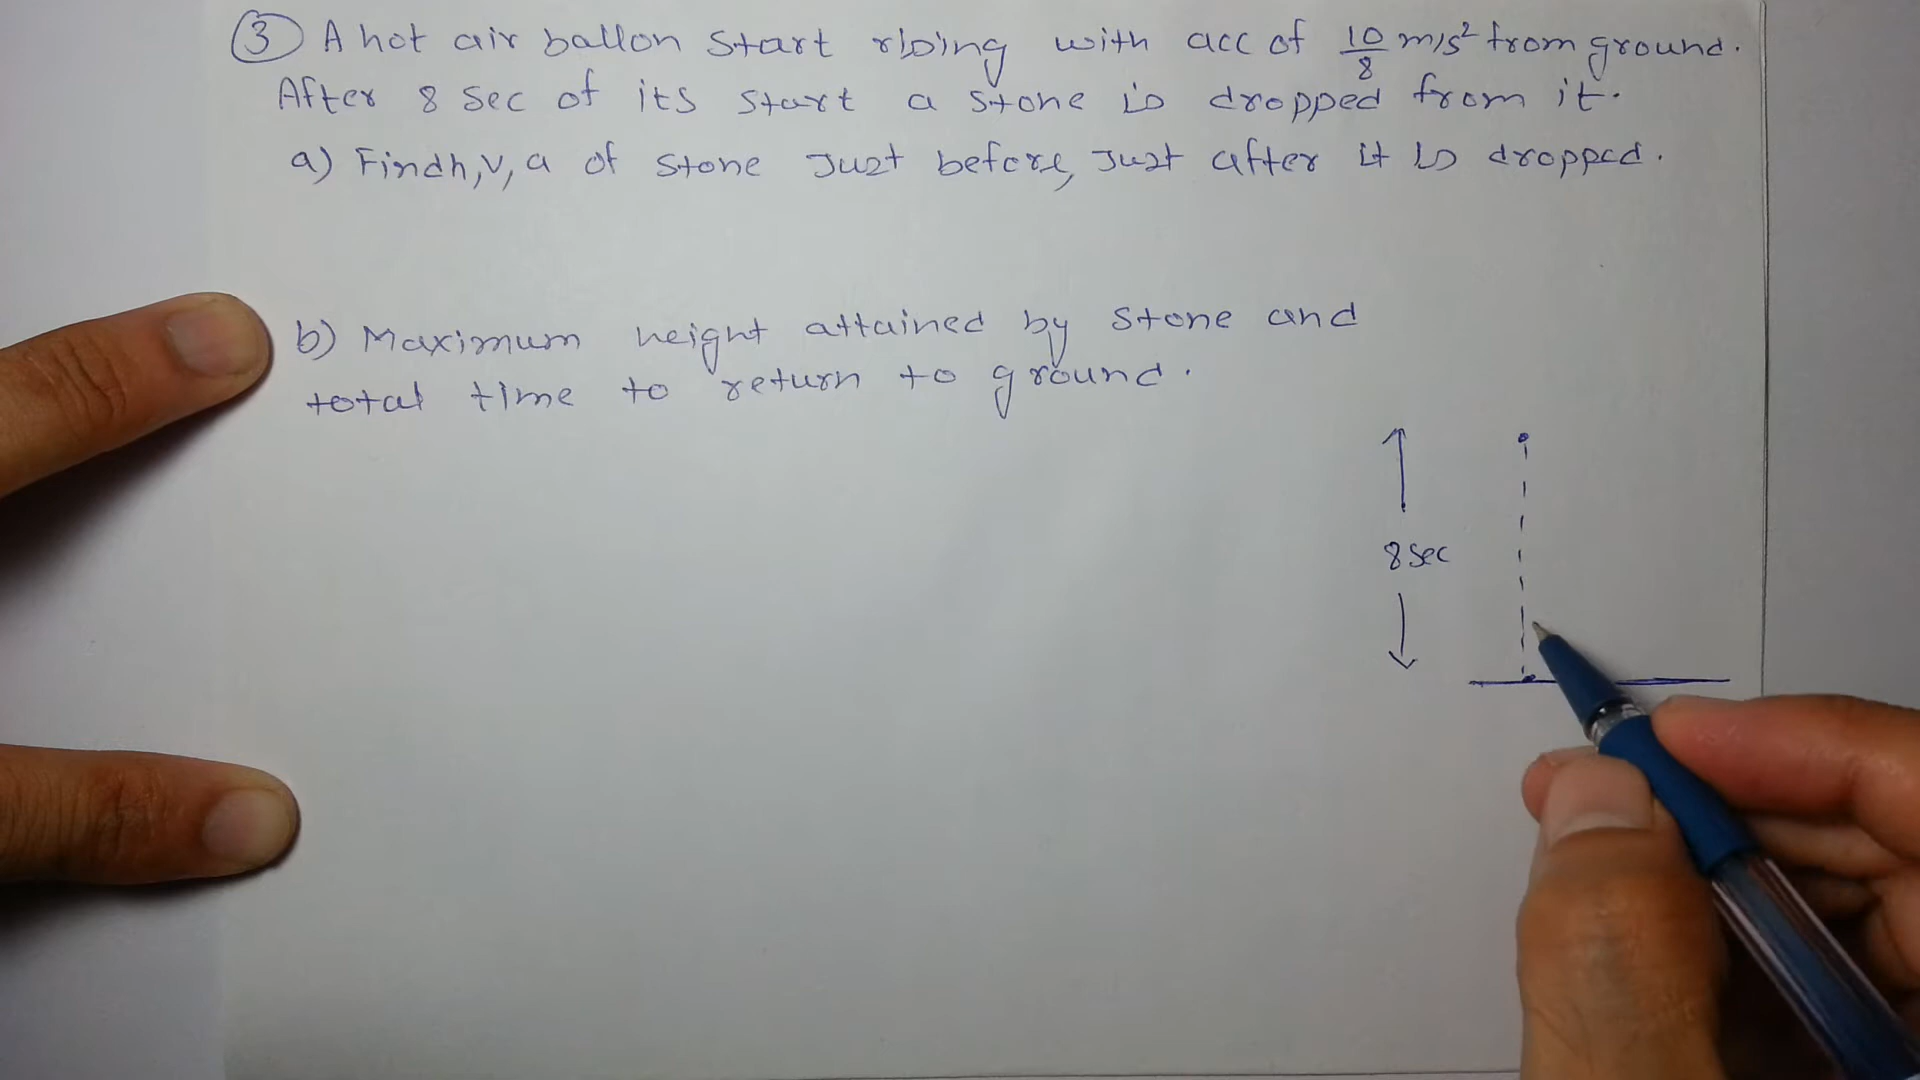 3 A hot air ballon start rising with acc of 10/8 m/s² from ground.
After 8 sec of its start a stone is dropped from it.
a) Find h, v, a of stone Just before, Just after it is dropped.
b) Maximum height attained by stone and
total time to return to ground.
8 sec